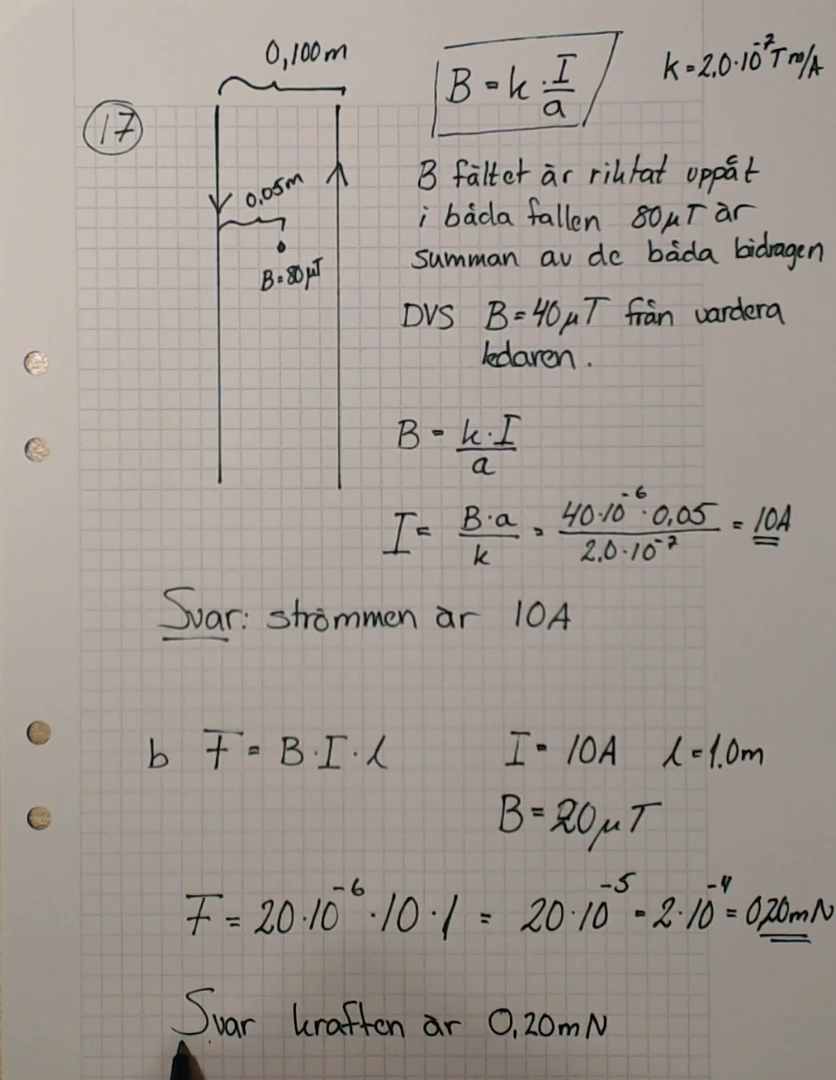 0,100m
B = k · I/a
k = 2,0·10⁻⁷ Tm/A
17
0,05m
B = 80µT
B fältet är riktat uppåt
i båda fallen 80µT är
summan av de båda bidragen
DVS B = 40µT från vardera
ledaren.
B = k·I/a
I = B·a/k = 40·10⁻⁶·0,05/2,0·10⁻⁷ = 10A
Svar: strömmen är 10A
b F = B·I·l I = 10A l = 1.0m
B = 20µT
F = 20·10⁻⁶·10·1 = 20·10⁻⁵ = 2·10⁻⁴ = 0,20mN
Svar kraften är 0,20mN